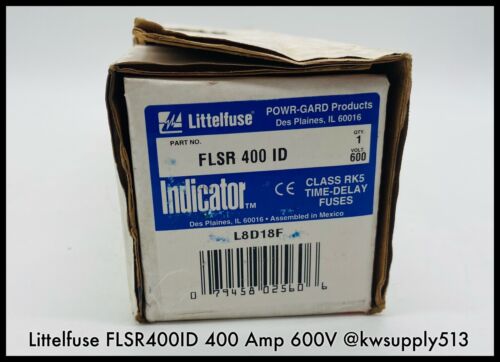 Littelfuse®
POWR-GARD Products
Des Plaines, IL 60016
PART NO.
QTY.
1
FLSR 400 ID
VOLT.
600
Indicator™
CE
CLASS RK5
TIME-DELAY
FUSES
Des Plaines, IL 60016 • Assembled in Mexico
L8D18F
0 79458 02560 6
Littelfuse FLSR400ID 400 Amp 600V @kwsupply513